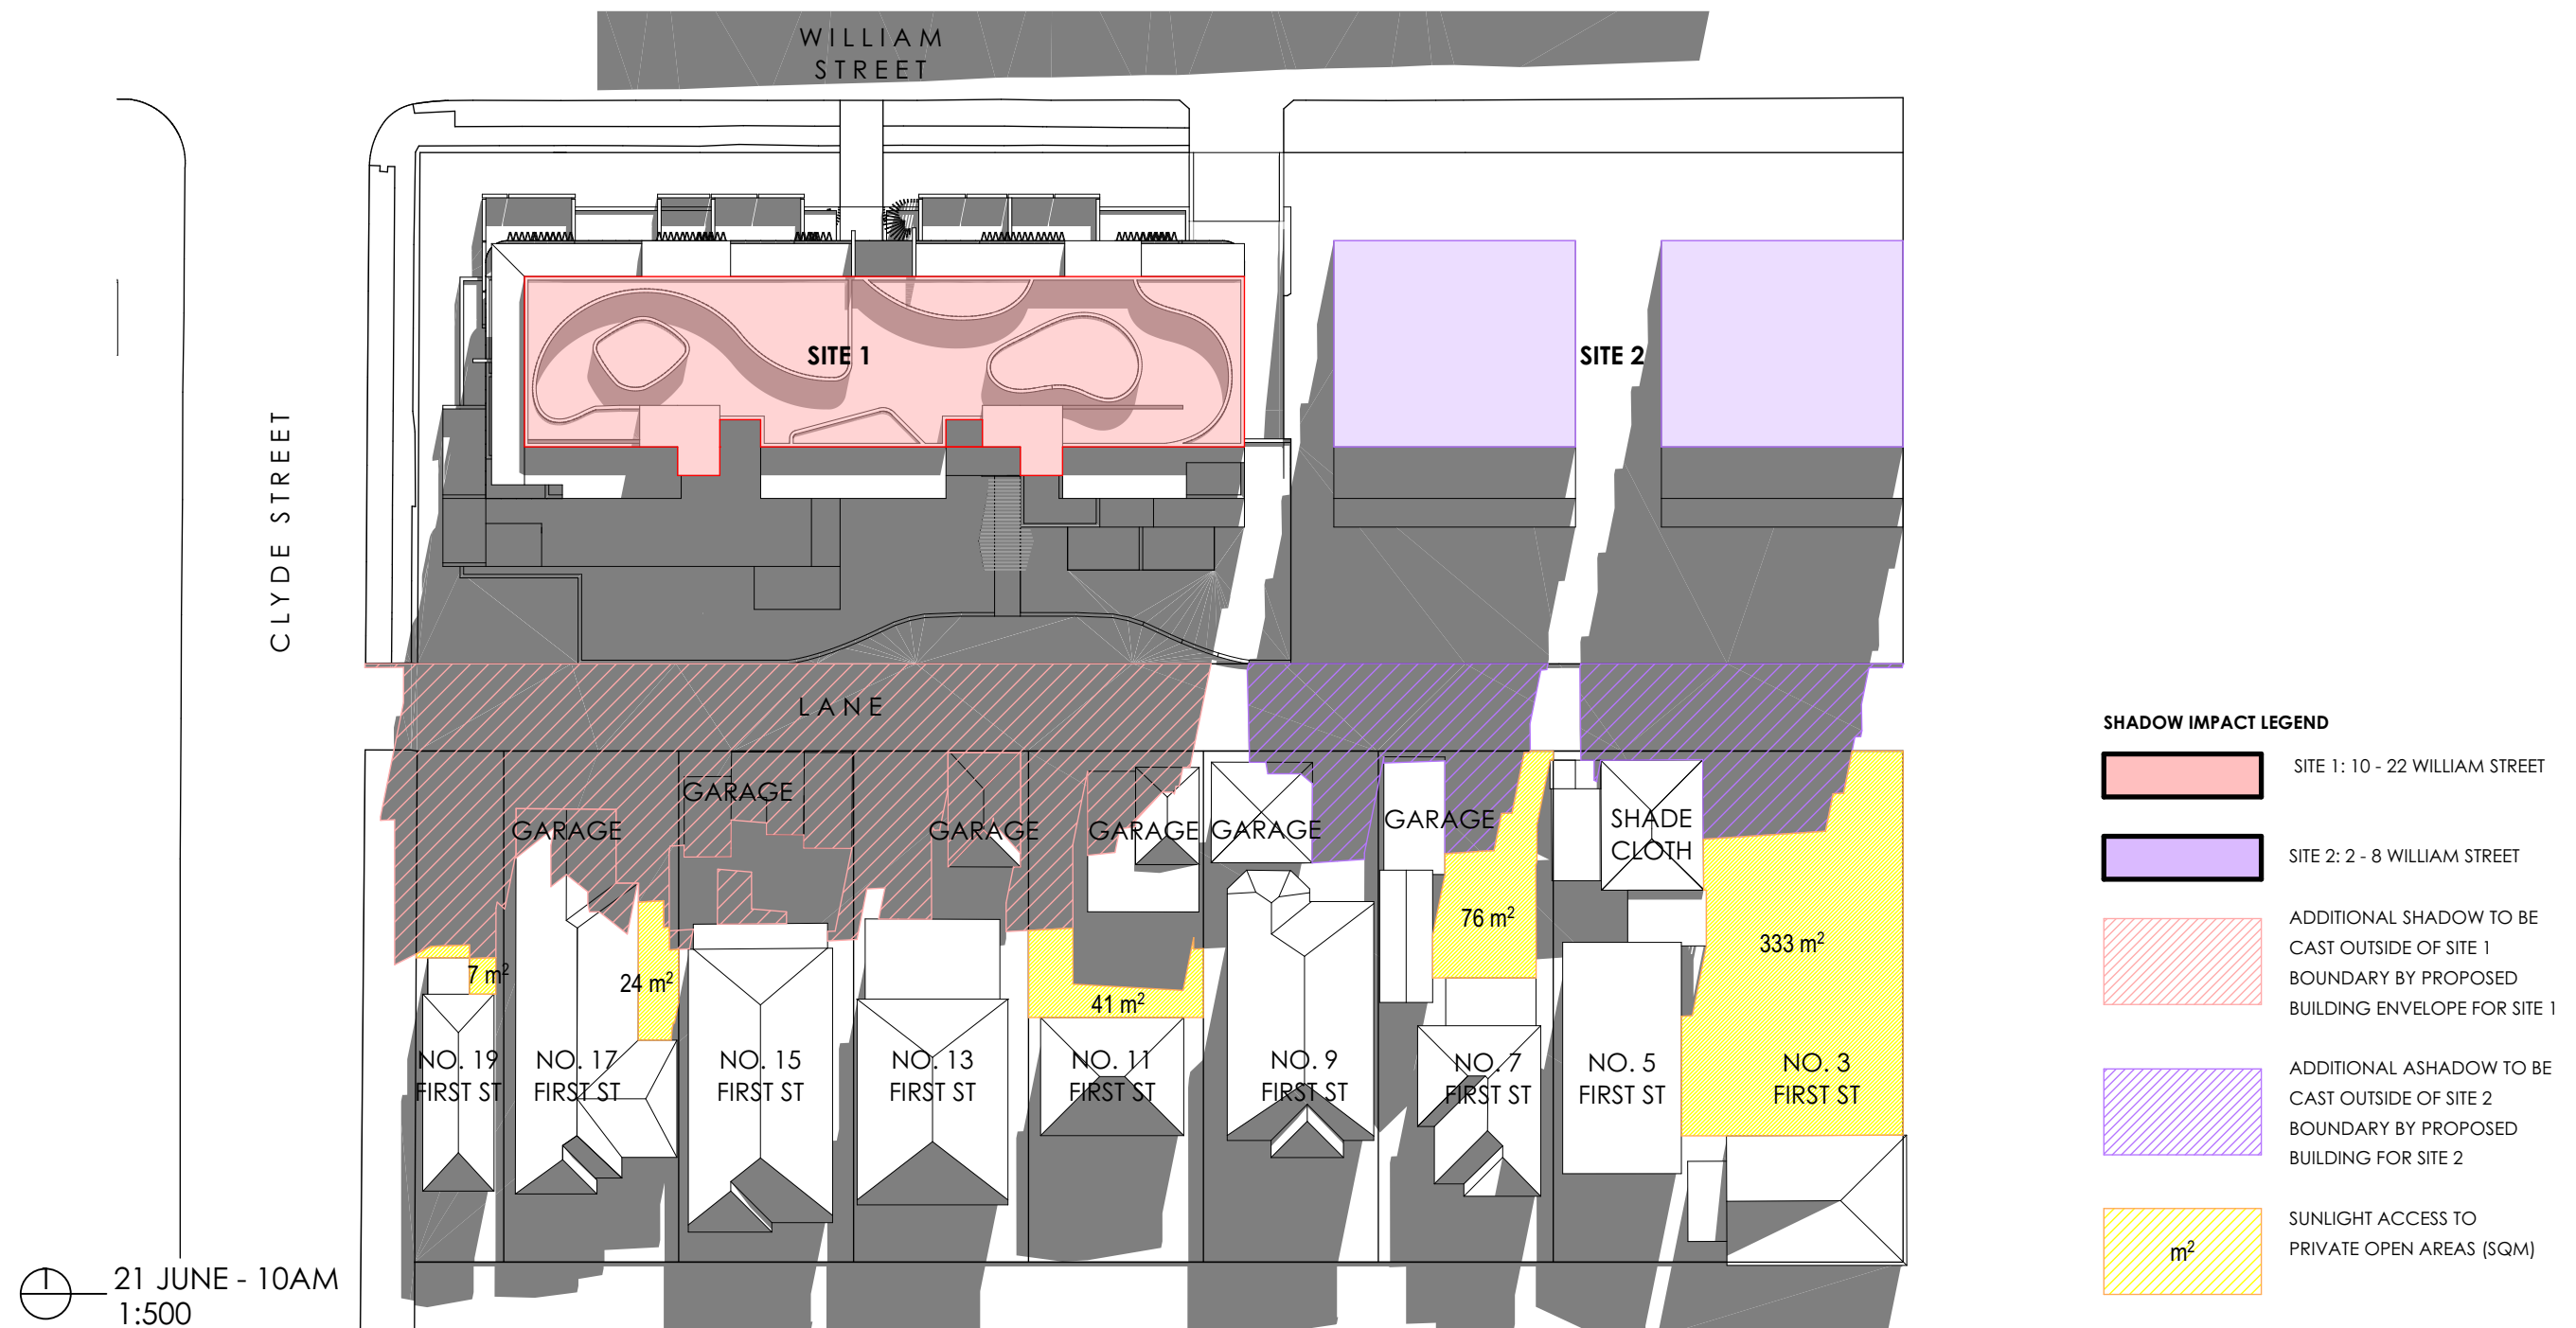 WILLIAM
STREET
SITE 1
SITE 2
CLYDE STREET
LANE
GARAGE
GARAGE
GARAGE
GARAGE
GARAGE
GARAGE
SHADE
CLOTH
7 m²
24 m²
41 m²
76 m²
333 m²
NO. 19
FIRST ST
NO. 17
FIRST ST
NO. 15
FIRST ST
NO. 13
FIRST ST
NO. 11
FIRST ST
NO. 9
FIRST ST
NO. 7
FIRST ST
NO. 5
FIRST ST
NO. 3
FIRST ST
1
21 JUNE - 10AM
1:500
SHADOW IMPACT LEGEND
SITE 1: 10 - 22 WILLIAM STREET
SITE 2: 2 - 8 WILLIAM STREET
ADDITIONAL SHADOW TO BE
CAST OUTSIDE OF SITE 1
BOUNDARY BY PROPOSED
BUILDING ENVELOPE FOR SITE 1
ADDITIONAL ASHADOW TO BE
CAST OUTSIDE OF SITE 2
BOUNDARY BY PROPOSED
BUILDING FOR SITE 2
m²
SUNLIGHT ACCESS TO
PRIVATE OPEN AREAS (SQM)